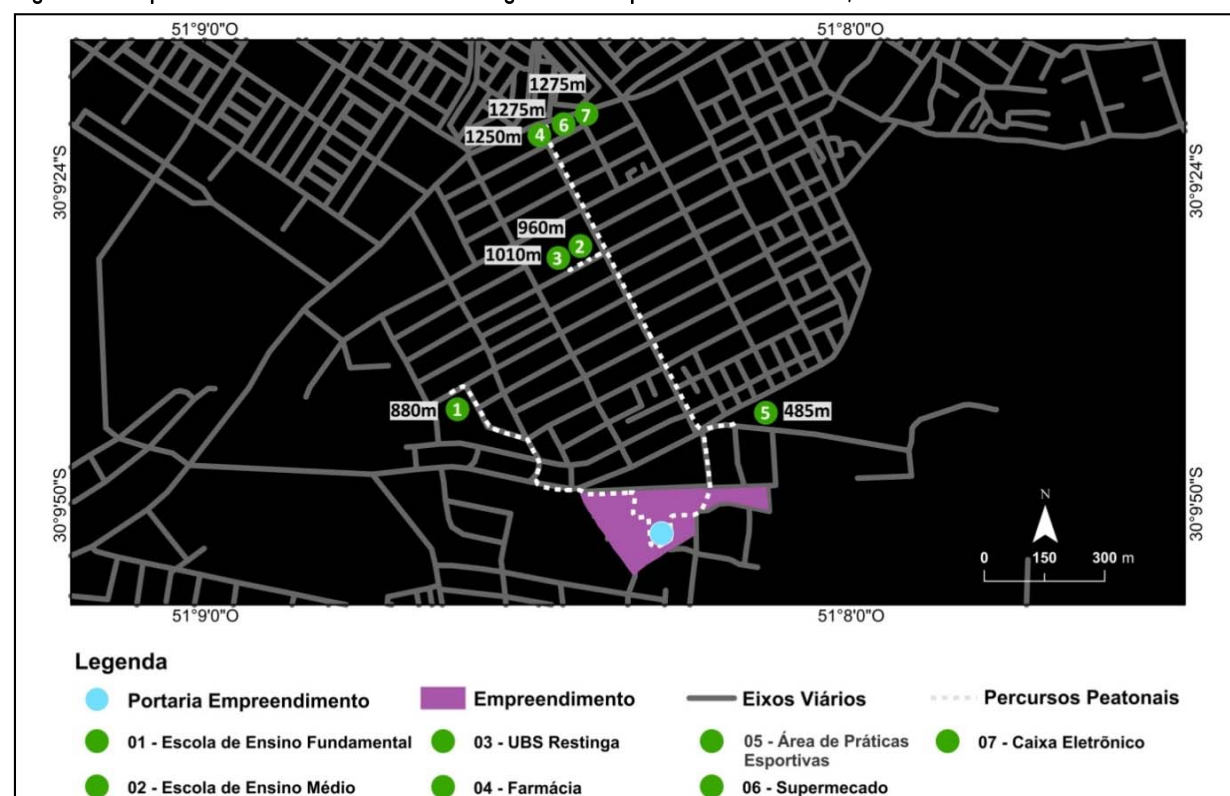 51°9'0"O
51°8'0"O
1275m
1275m
7
6
1250m
4
30°9'24"S
30°9'24"S
960m
2
1010m
3
880m
1
5
485m
30°9'50"S
30°9'50"S
N
0 150 300 m
51°9'0"O
51°8'0"O
Legenda
Portaria Empreendimento
Empreendimento
Eixos Viários
Percursos Peatonais
01 - Escola de Ensino Fundamental
03 - UBS Restinga
05 - Área de Práticas
Esportivas
07 - Caixa Eletrõnico
02 - Escola de Ensino Médio
04 - Farmácia
06 - Supermecado